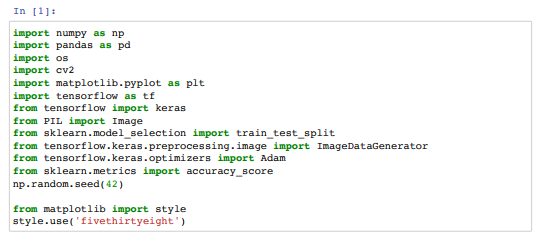 In [1]:
import numpy as np
import pandas as pd
import os
import cv2
import matplotlib.pyplot as plt
import tensorflow as tf
from tensorflow import keras
from PIL import Image
from sklearn.model_selection import train_test_split
from tensorflow.keras.preprocessing.image import ImageDataGenerator
from tensorflow.keras.optimizers import Adam
from sklearn.metrics import accuracy_score
np.random.seed(42)
from matplotlib import style
style.use('fivethirtyeight')